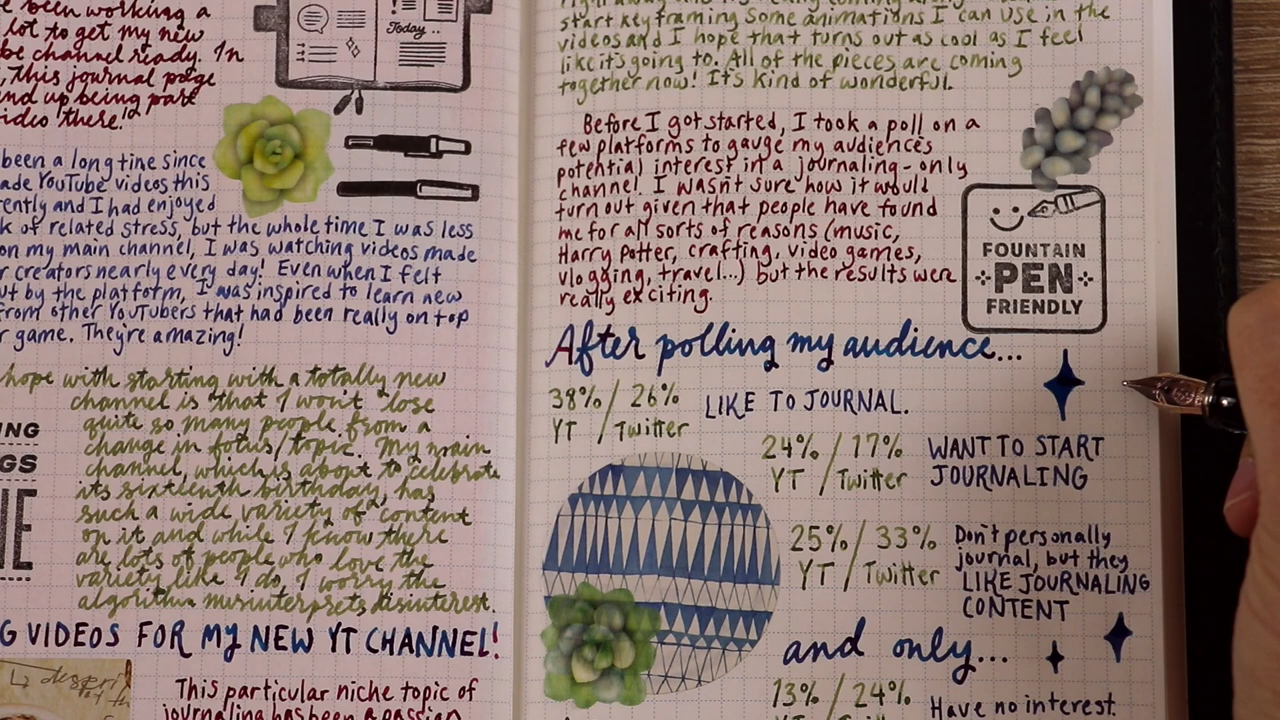 e been working a
lot to get my new
be channel ready. In
, this journal page
nd up being part
video there!
Today ..
been a long tine since
ade YouTube videos this
rently and I had enjoyed
k of related stress, but the whole time I was less
on my main channel, I was watching videos made
r creators nearly every day! Even when I felt
ut by the platform, I was inspired to learn new
from other YouTubers that had been really on top
r game. They're amazing!
hope with starting with a totally new
channel is that I won't lose
quite so many people from a
change in focus/topic. My main
channel, which is about to celebrate
its sixteenth birthday, has
such a wide variety of content
on it and while I know there
are lots of people who love the
variety like I do, I worry the
algorithm misinterprets disinterest.
NG
GS
NE
G VIDEOS FOR MY NEW YT CHANNEL!
This particular niche topic of
journaling has been a passion
start keyframing some animations I can use in the
videos and I hope that turns out as cool as I feel
like it's going to. All of the pieces are coming
together now! It's kind of wonderful.
Before I got started, I took a poll on a
few platforms to gauge my audiences
potential interest in a journaling-only
channel. I wasn't sure how it would
turn out given that people have found
me for all sorts of reasons (music,
Harry Potter, crafting, video games,
vlogging, travel...) but the results were
really exciting.
FOUNTAIN
PEN
FRIENDLY
After polling my audience...
38% / 26% LIKE TO JOURNAL.
YT / Twitter
24% / 17% WANT TO START
YT / Twitter JOURNALING
25% / 33% Don't personally
YT / Twitter journal, but they
LIKE JOURNALING
CONTENT
and only...
13% / 24% Have no interest
YT Twitter